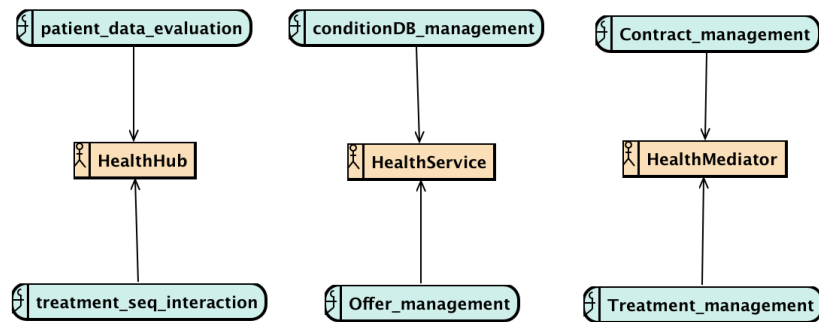 patient_data_evaluation
conditionDB_management
Contract_management
HealthHub
HealthService
HealthMediator
treatment_seq_interaction
Offer_management
Treatment_management